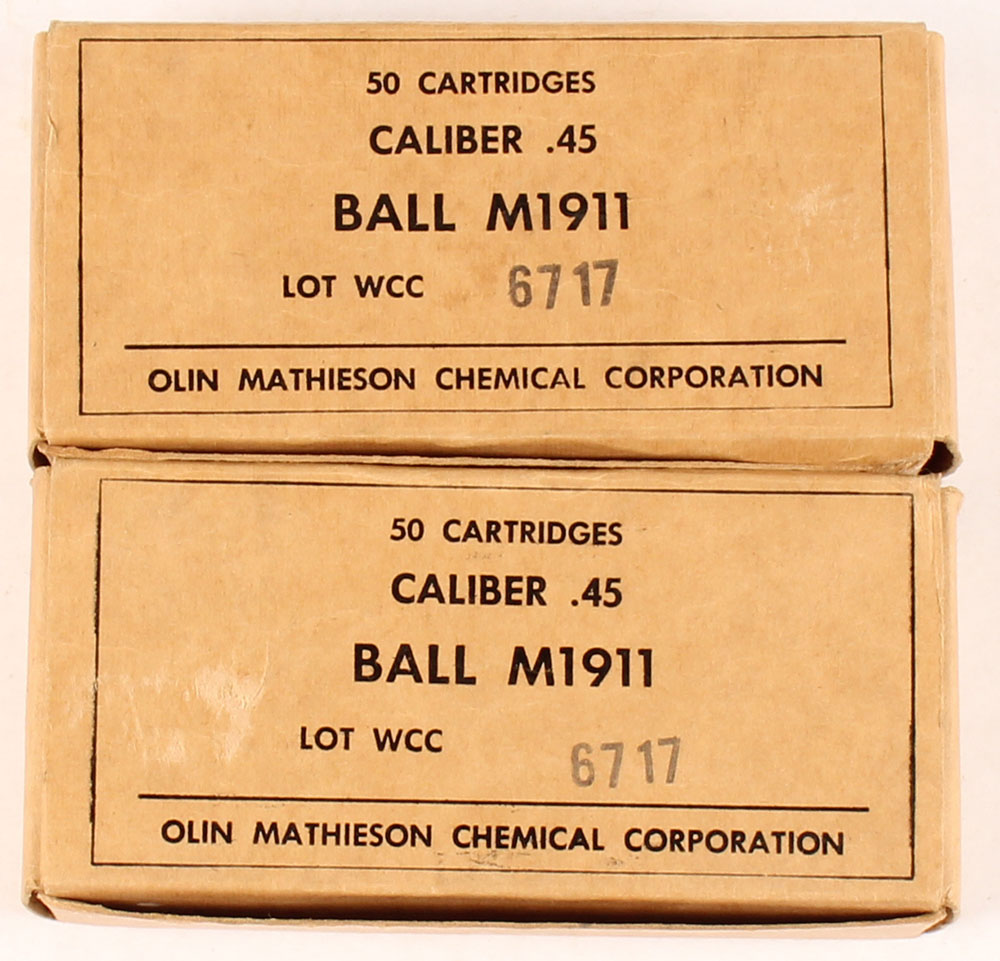 50 CARTRIDGES
CALIBER .45
BALL M1911
LOT WCC 6717
OLIN MATHIESON CHEMICAL CORPORATION
50 CARTRIDGES
CALIBER .45
BALL M1911
LOT WCC 6717
OLIN MATHIESON CHEMICAL CORPORATION